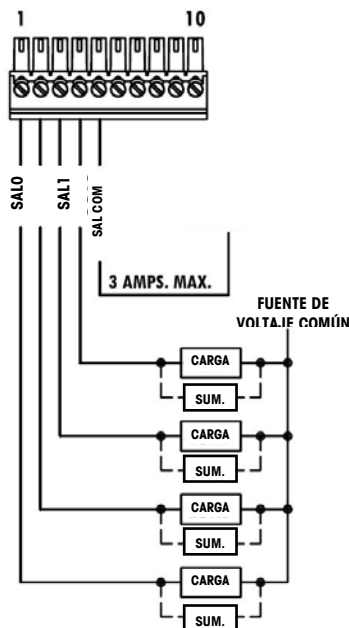 1 10
SAL0
SAL1
SAL COM
3 AMPS. MAX.
FUENTE DE
VOLTAJE COMÚN
CARGA
SUM.
CARGA
SUM.
CARGA
SUM.
CARGA
SUM.